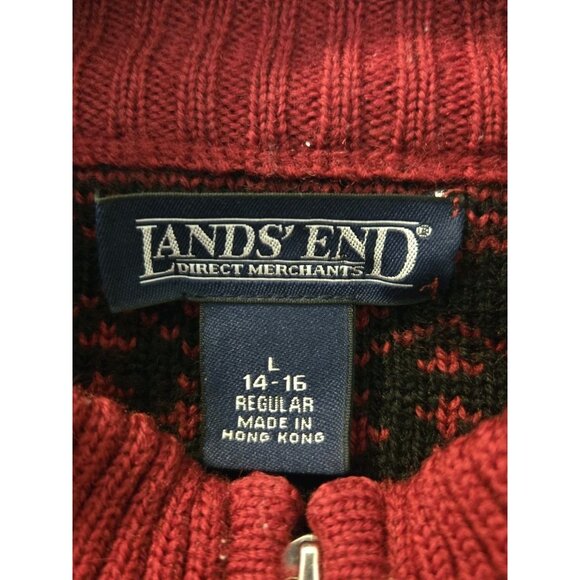 LANDS' END®
DIRECT MERCHANTS
L
14-16
REGULAR
MADE IN
HONG KONG